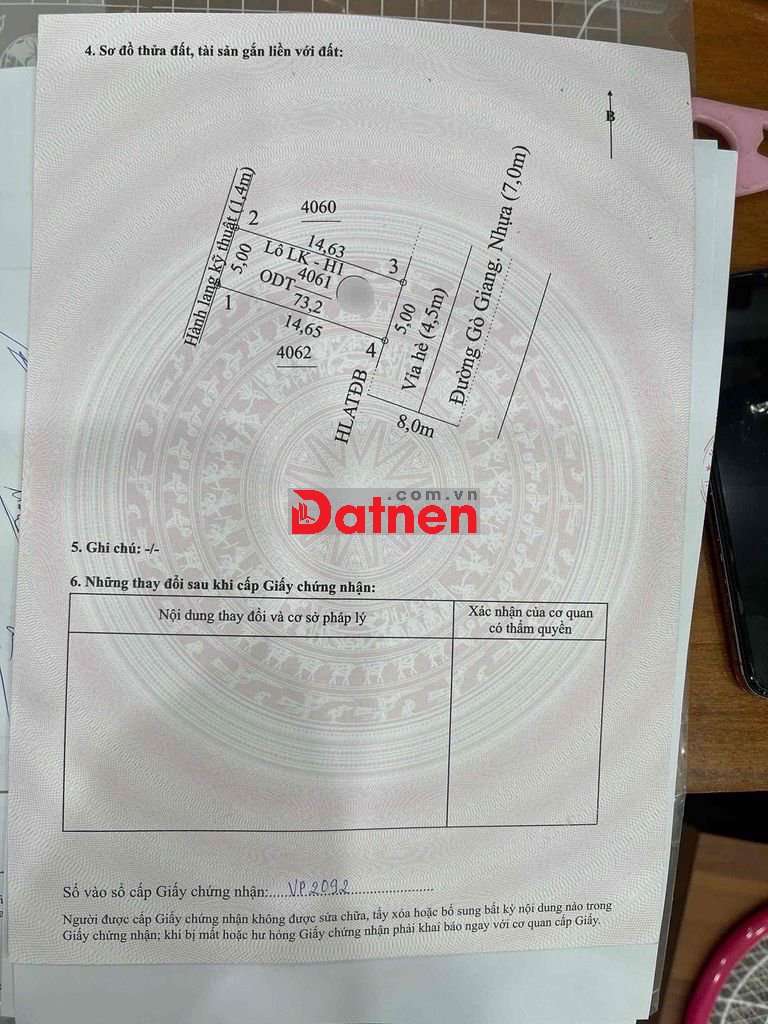 4. Sơ đồ thửa đất, tài sản gắn liền với đất:
B
Hành lang kỹ thuật (1,4m)
2
4060
14,63
3
5,00
Lô LK - H1
4061
ODT
73,2
1
14,65
4
4062
5,00
HLATĐB
Vỉa hè (4,5m)
Đường Gò Giang. Nhựa (7,0m)
8,0m
.com.vn
Datnen
5. Ghi chú: -/-
6. Những thay đổi sau khi cấp Giấy chứng nhận:
Nội dung thay đổi và cơ sở pháp lý
Xác nhận của cơ quan
có thẩm quyền
Số vào sổ cấp Giấy chứng nhận: VP 2092
Người được cấp Giấy chứng nhận không được sửa chữa, tẩy xóa hoặc bổ sung bất kỳ nội dung nào trong
Giấy chứng nhận; khi bị mất hoặc hư hỏng Giấy chứng nhận phải khai báo ngay với cơ quan cấp Giấy.